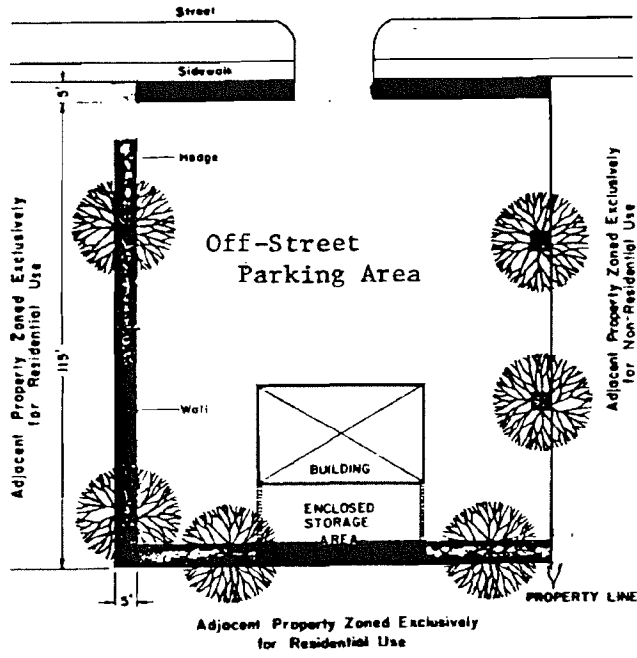 Street
Sidewalk
5'
Hedge
Off-Street
Parking Area
Adjacent Property Zoned Exclusively
for Residential Use
115'
Adjacent Property Zoned Exclusively
for Non-Residential Use
Wall
BUILDING
ENCLOSED
STORAGE
AREA
5'
PROPERTY LINE
Adjacent Property Zoned Exclusively
for Residential Use